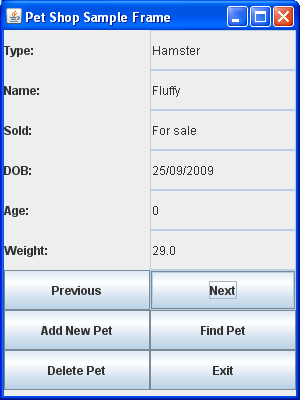 Pet Shop Sample Frame
Type: Hamster
Name: Fluffy
Sold: For sale
DOB: 25/09/2009
Age: 0
Weight: 29.0
Previous Next
Add New Pet Find Pet
Delete Pet Exit